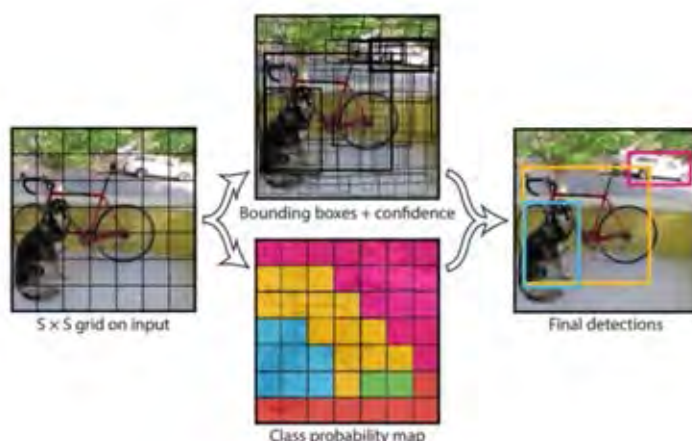 Bounding boxes + confidence
S × S grid on input
Final detections
Class probability map